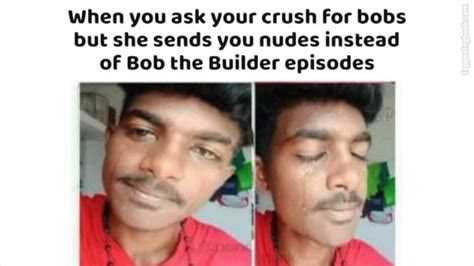 When you ask your crush for bobs
but she sends you nudes instead
of Bob the Builder episodes